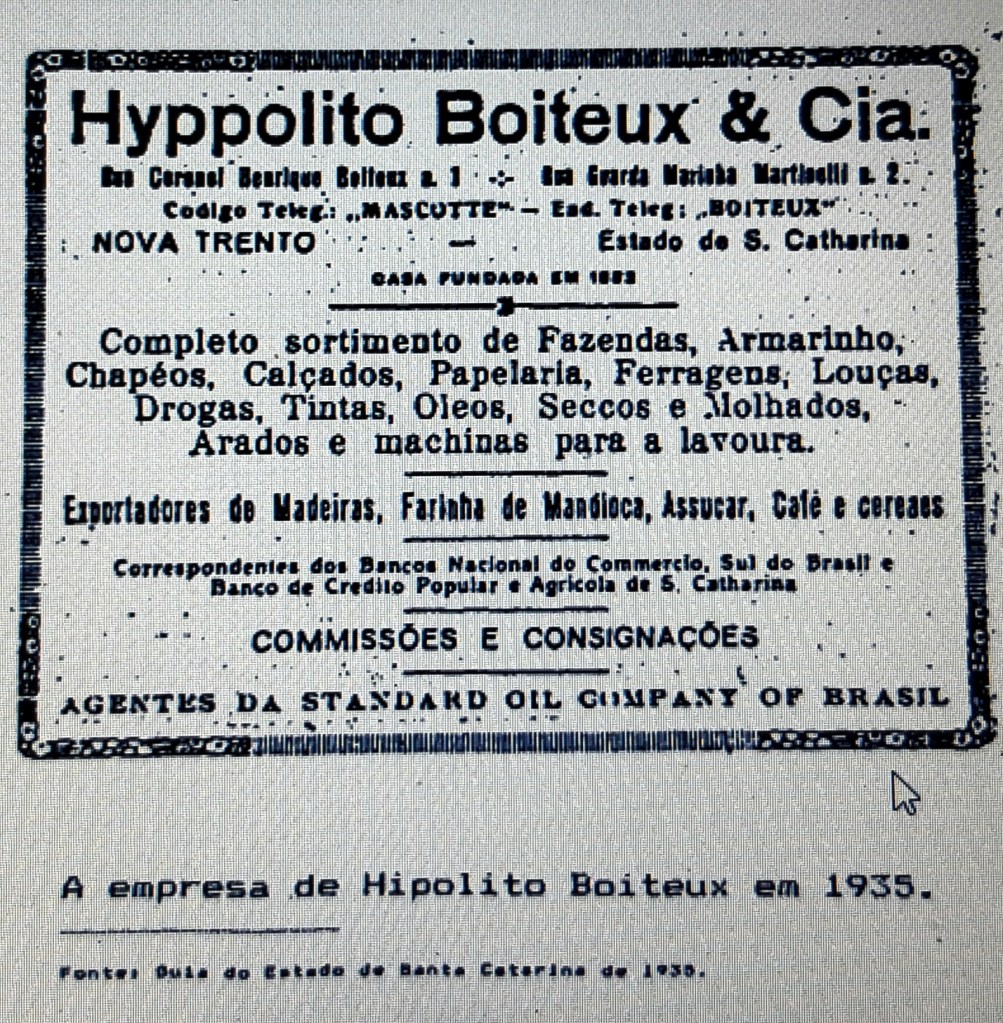 Hyppolito Boiteux & Cia.
Rua Coronel Henrique Boiteux n. 1 -:- Rua Guarda Marinha Martinelli n. 2.
Codigo Teleg.: „MASCOTTE“ — End. Teleg: „BOITEUX“
NOVA TRENTO — Estado de S. Catharina
CASA FUNDADA EM
Completo sortimento de Fazendas, Armarinho,
Chapéos, Calçados, Papelaria, Ferragens, Louças,
Drogas, Tintas, Oleos, Seccos e Molhados,
Arados e machinas para a lavoura.
Exportadores de Madeiras, Farinha de Mandioca, Assucar, Café e cereaes
Correspondentes dos Bancos Nacional do Commercio, Sul do Brasil e
Banco de Credito Popular e Agricola de S. Catharina
COMMISSÕES E CONSIGNAÇÕES
AGENTES DA STANDARD OIL COMPANY OF BRASIL
A empresa de Hipolito Boiteux em 1935.
Fonte: Guia do Estado de Santa Catarina de 1935.